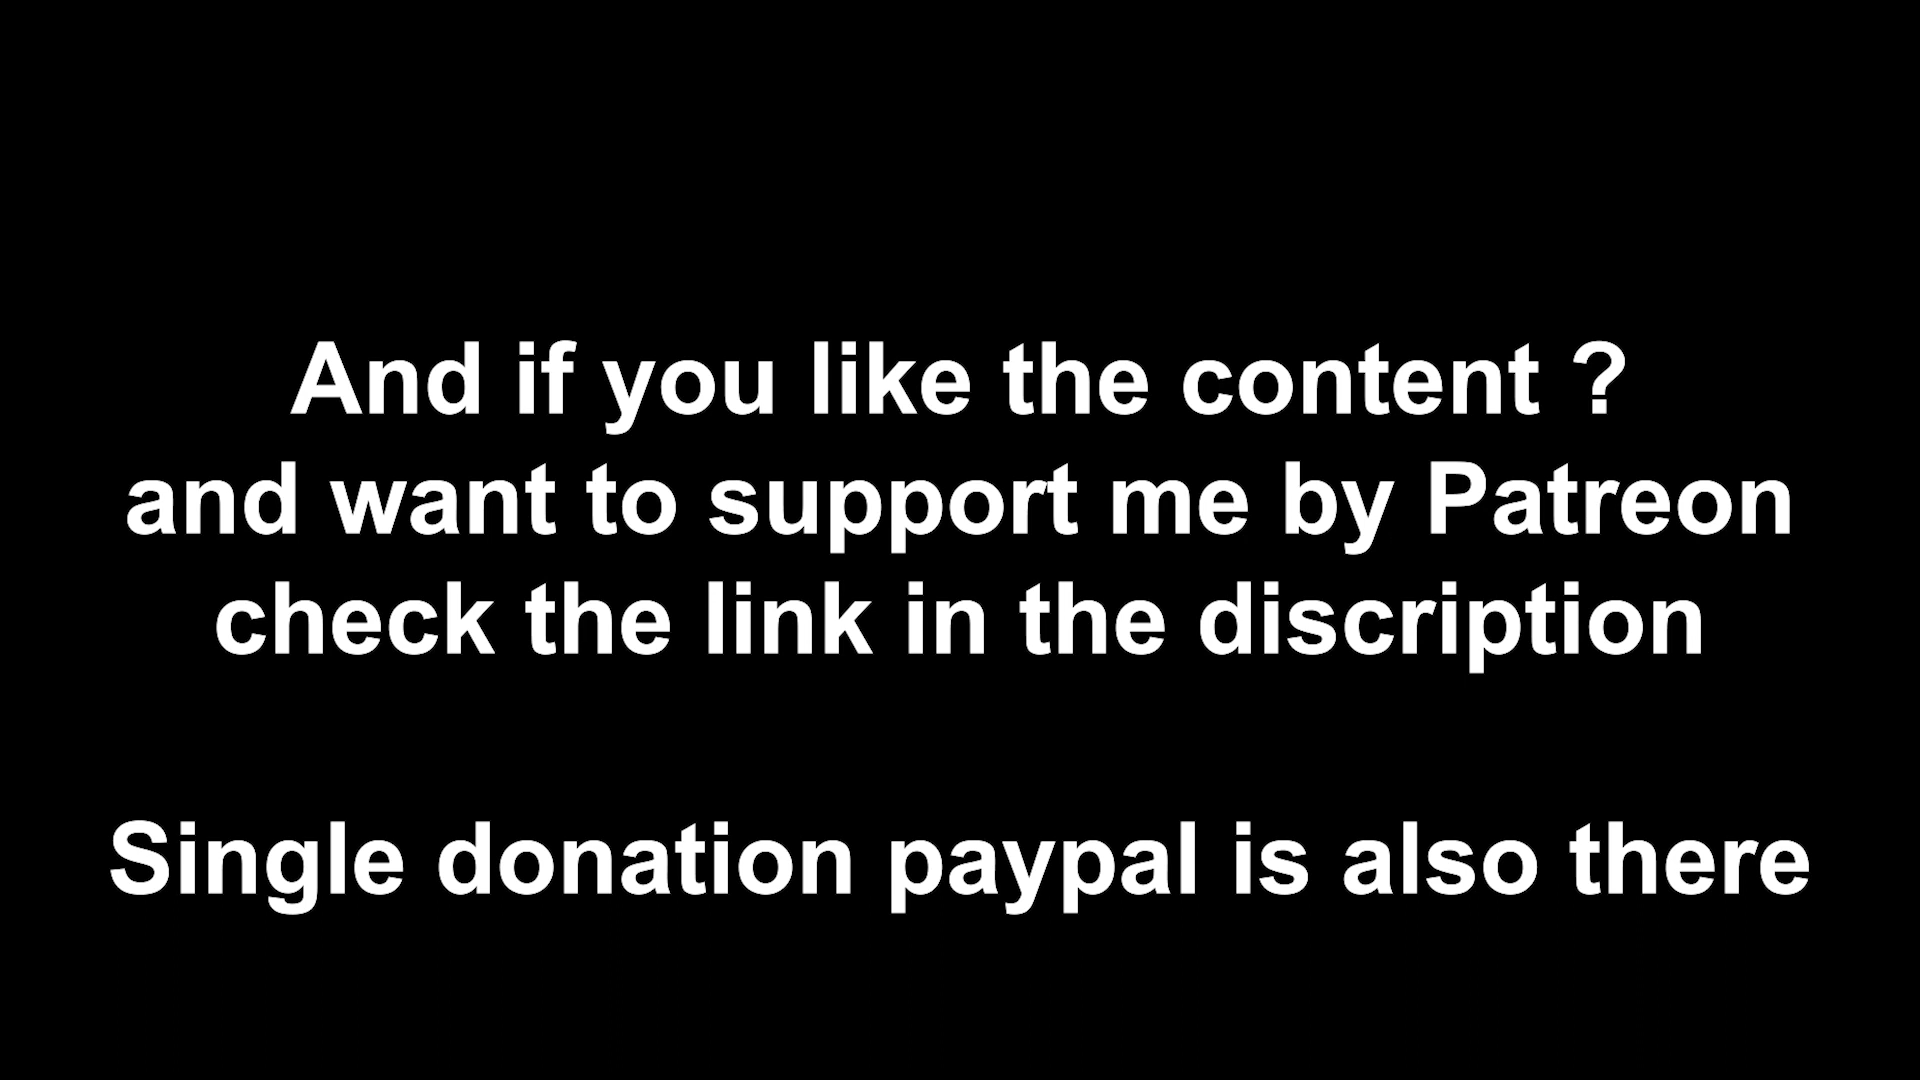 And if you like the content ?
and want to support me by Patreon
check the link in the discription
Single donation paypal is also there